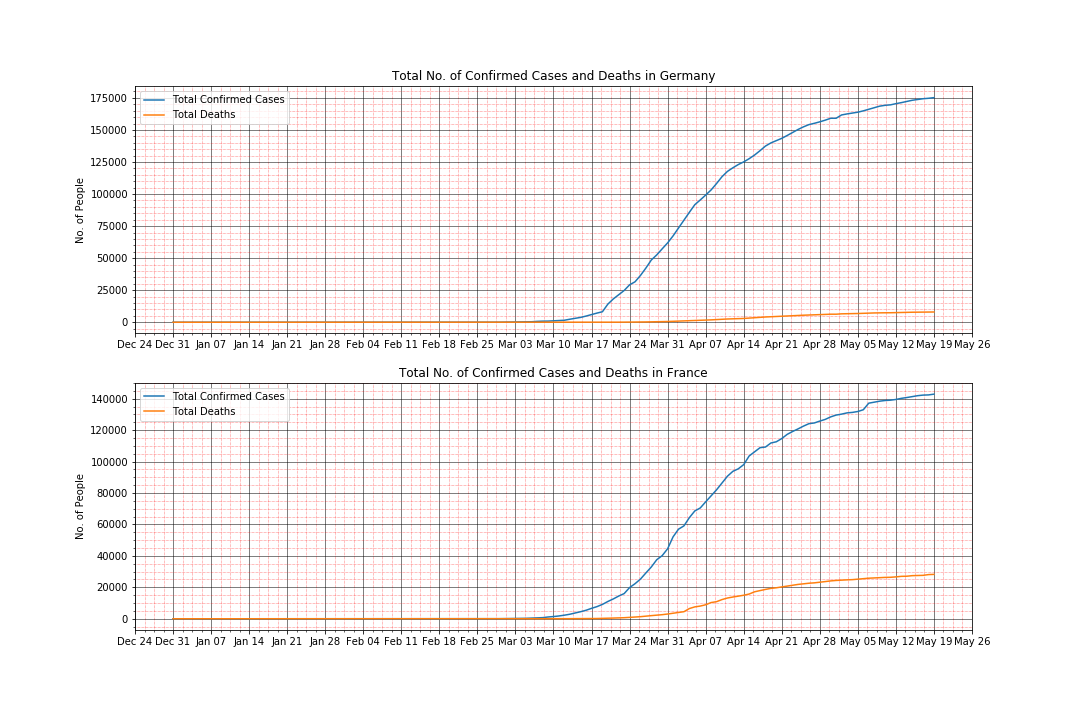 Total No. of Confirmed Cases and Deaths in Germany
Total Confirmed Cases
Total Deaths
No. of People
175000
150000
125000
100000
75000
50000
25000
0
Dec 24 Dec 31 Jan 07 Jan 14 Jan 21 Jan 28 Feb 04 Feb 11 Feb 18 Feb 25 Mar 03 Mar 10 Mar 17 Mar 24 Mar 31 Apr 07 Apr 14 Apr 21 Apr 28 May 05 May 12 May 19 May 26
Total No. of Confirmed Cases and Deaths in France
Total Confirmed Cases
Total Deaths
No. of People
140000
120000
100000
80000
60000
40000
20000
0
Dec 24 Dec 31 Jan 07 Jan 14 Jan 21 Jan 28 Feb 04 Feb 11 Feb 18 Feb 25 Mar 03 Mar 10 Mar 17 Mar 24 Mar 31 Apr 07 Apr 14 Apr 21 Apr 28 May 05 May 12 May 19 May 26